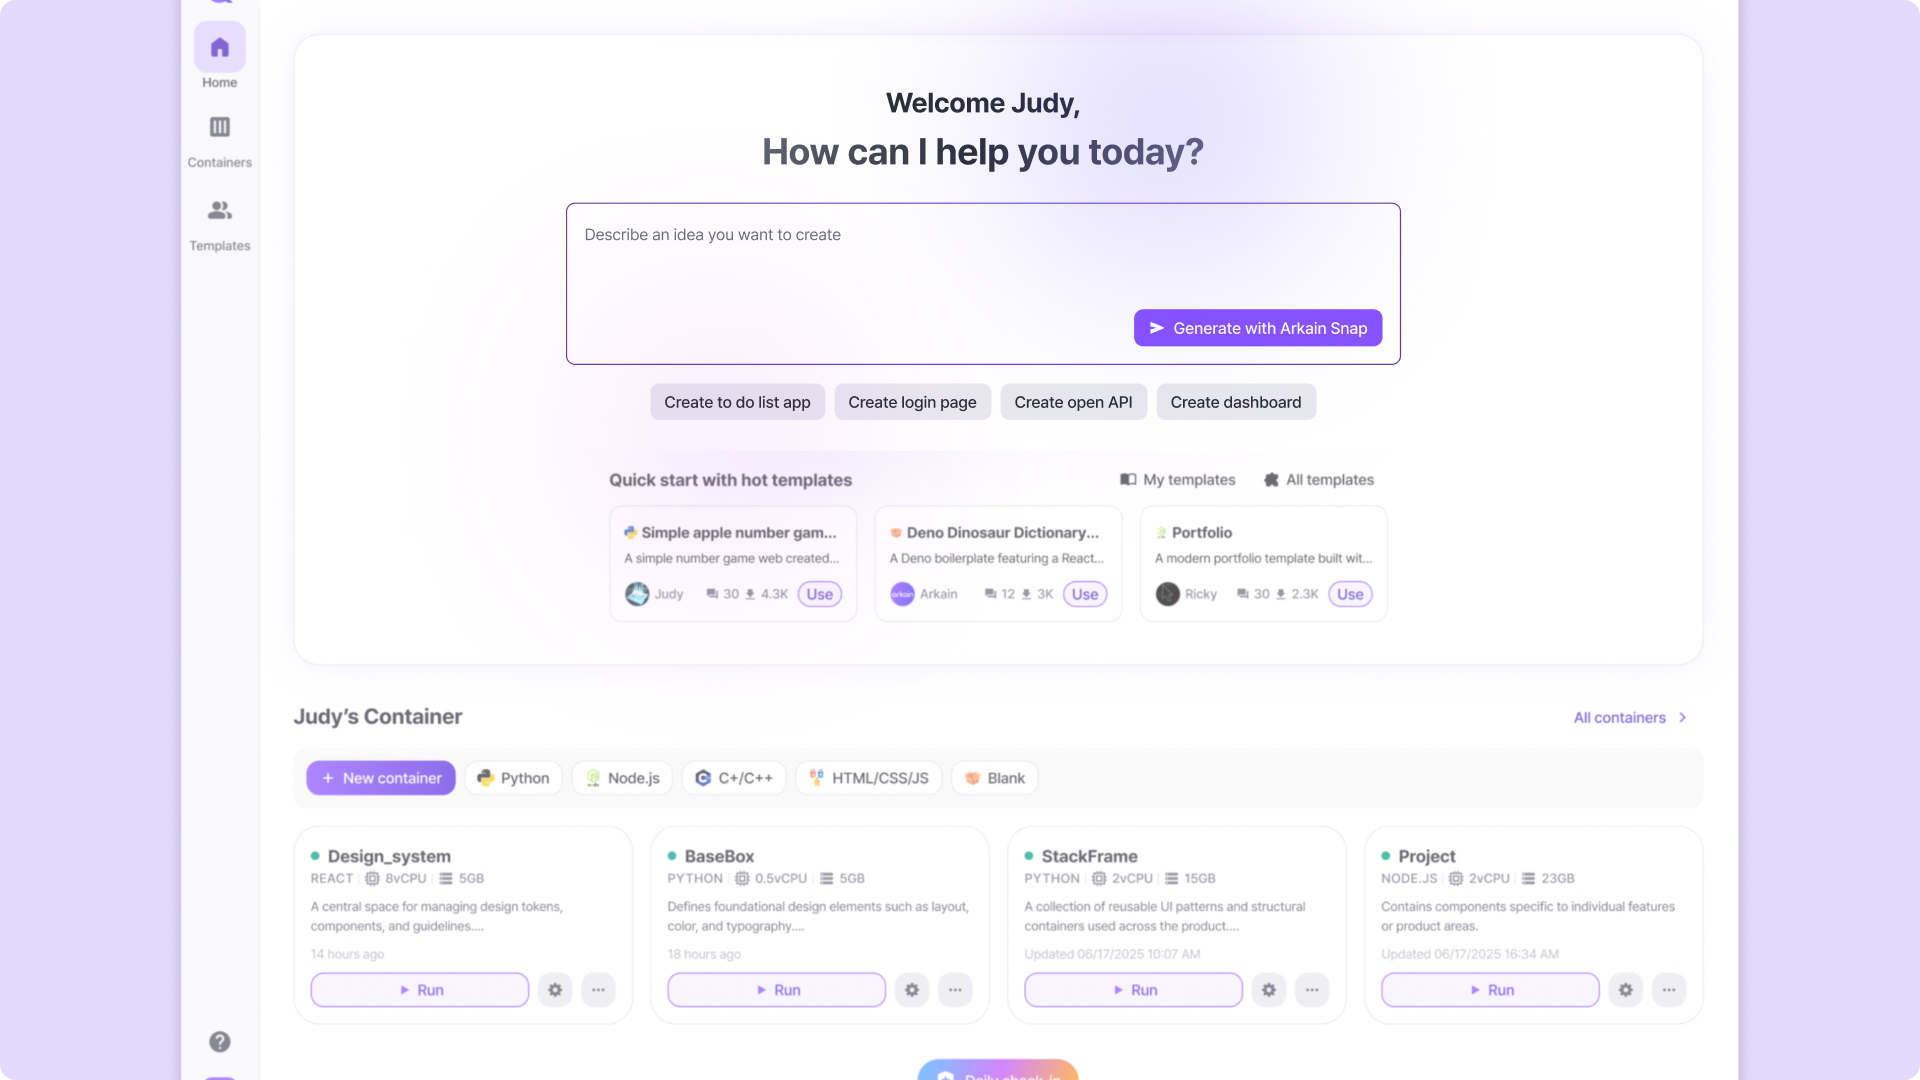 Home
Containers
Templates
Welcome Judy,
How can I help you today?
Describe an idea you want to create
Generate with Arkain Snap
Create to do list app
Create login page
Create open API
Create dashboard
Quick start with hot templates
My templates
All templates
Simple apple number gam...
A simple number game web created...
Judy 30 4.3K Use
Deno Dinosaur Dictionary...
A Deno boilerplate featuring a React...
arkain Arkain 12 3K Use
Portfolio
A modern portfolio template built wit...
Ricky 30 2.3K Use
Judy’s Container
All containers
+ New container
Python
Node.js
C+/C++
HTML/CSS/JS
Blank
Design_system
REACT 8vCPU 5GB
A central space for managing design tokens,
components, and guidelines....
14 hours ago
Run
BaseBox
PYTHON 0.5vCPU 5GB
Defines foundational design elements such as layout,
color, and typography....
18 hours ago
Run
StackFrame
PYTHON 2vCPU 15GB
A collection of reusable UI patterns and structural
containers used across the product....
Updated 06/17/2025 10:07 AM
Run
Project
NODE.JS 2vCPU 23GB
Contains components specific to individual features
or product areas.
Updated 06/17/2025 16:34 AM
Run
Daily check-in